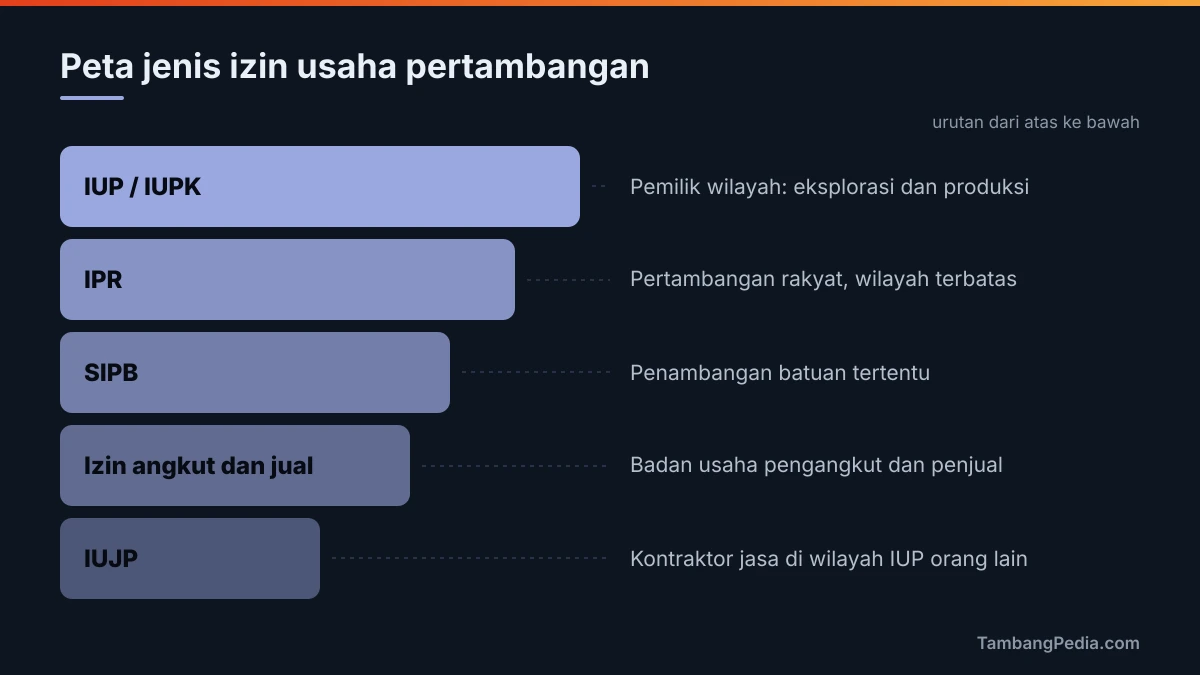 Peta jenis izin usaha pertambangan
urutan dari atas ke bawah
IUP / IUPK
Pemilik wilayah: eksplorasi dan produksi
IPR
Pertambangan rakyat, wilayah terbatas
SIPB
Penambangan batuan tertentu
Izin angkut dan jual
Badan usaha pengangkut dan penjual
IUJP
Kontraktor jasa di wilayah IUP orang lain
TambangPedia.com